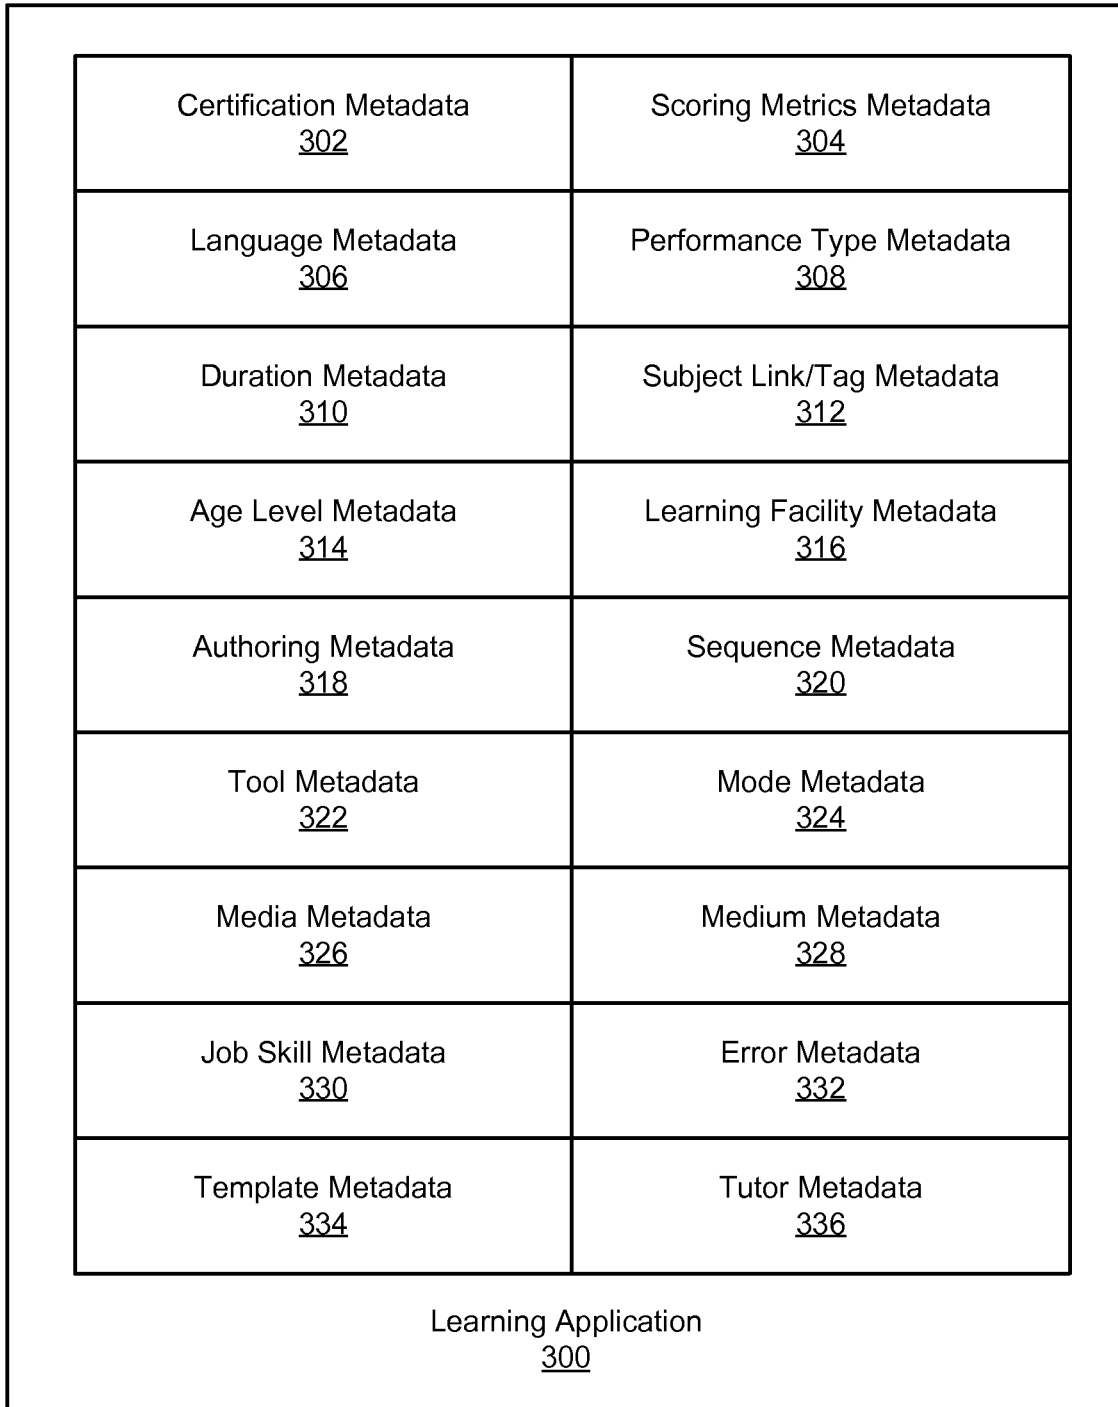 Certification Metadata
302
Scoring Metrics Metadata
304
Language Metadata
306
Performance Type Metadata
308
Duration Metadata
310
Subject Link/Tag Metadata
312
Age Level Metadata
314
Learning Facility Metadata
316
Authoring Metadata
318
Sequence Metadata
320
Tool Metadata
322
Mode Metadata
324
Media Metadata
326
Medium Metadata
328
Job Skill Metadata
330
Error Metadata
332
Template Metadata
334
Tutor Metadata
336
Learning Application
300